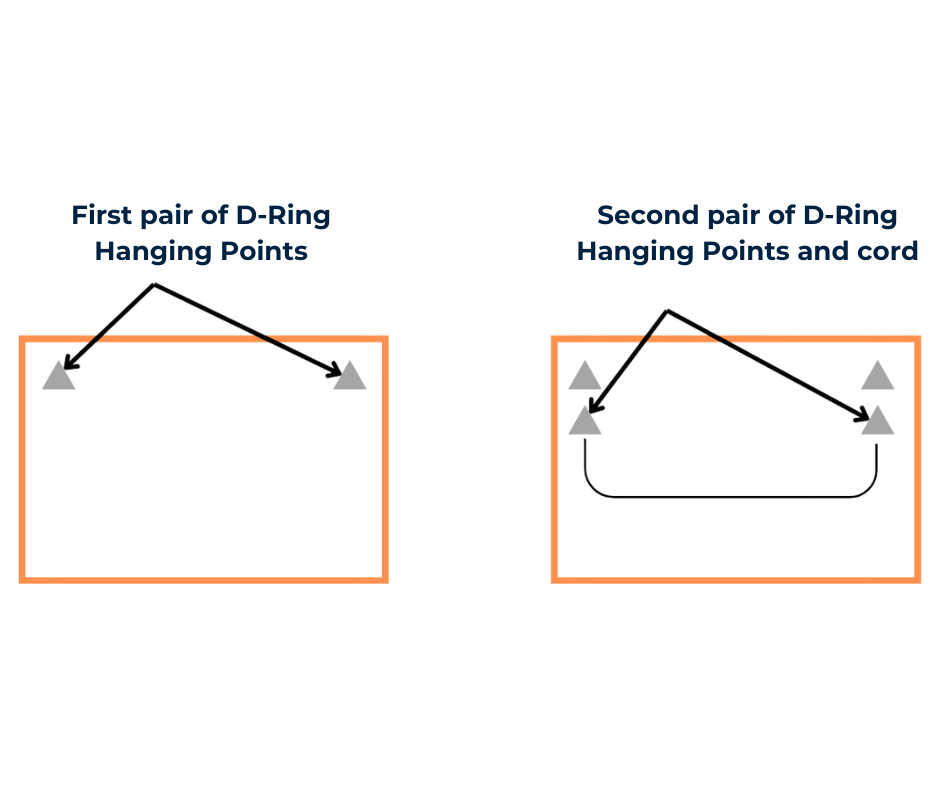 First pair of D-Ring
Hanging Points
Second pair of D-Ring
Hanging Points and cord